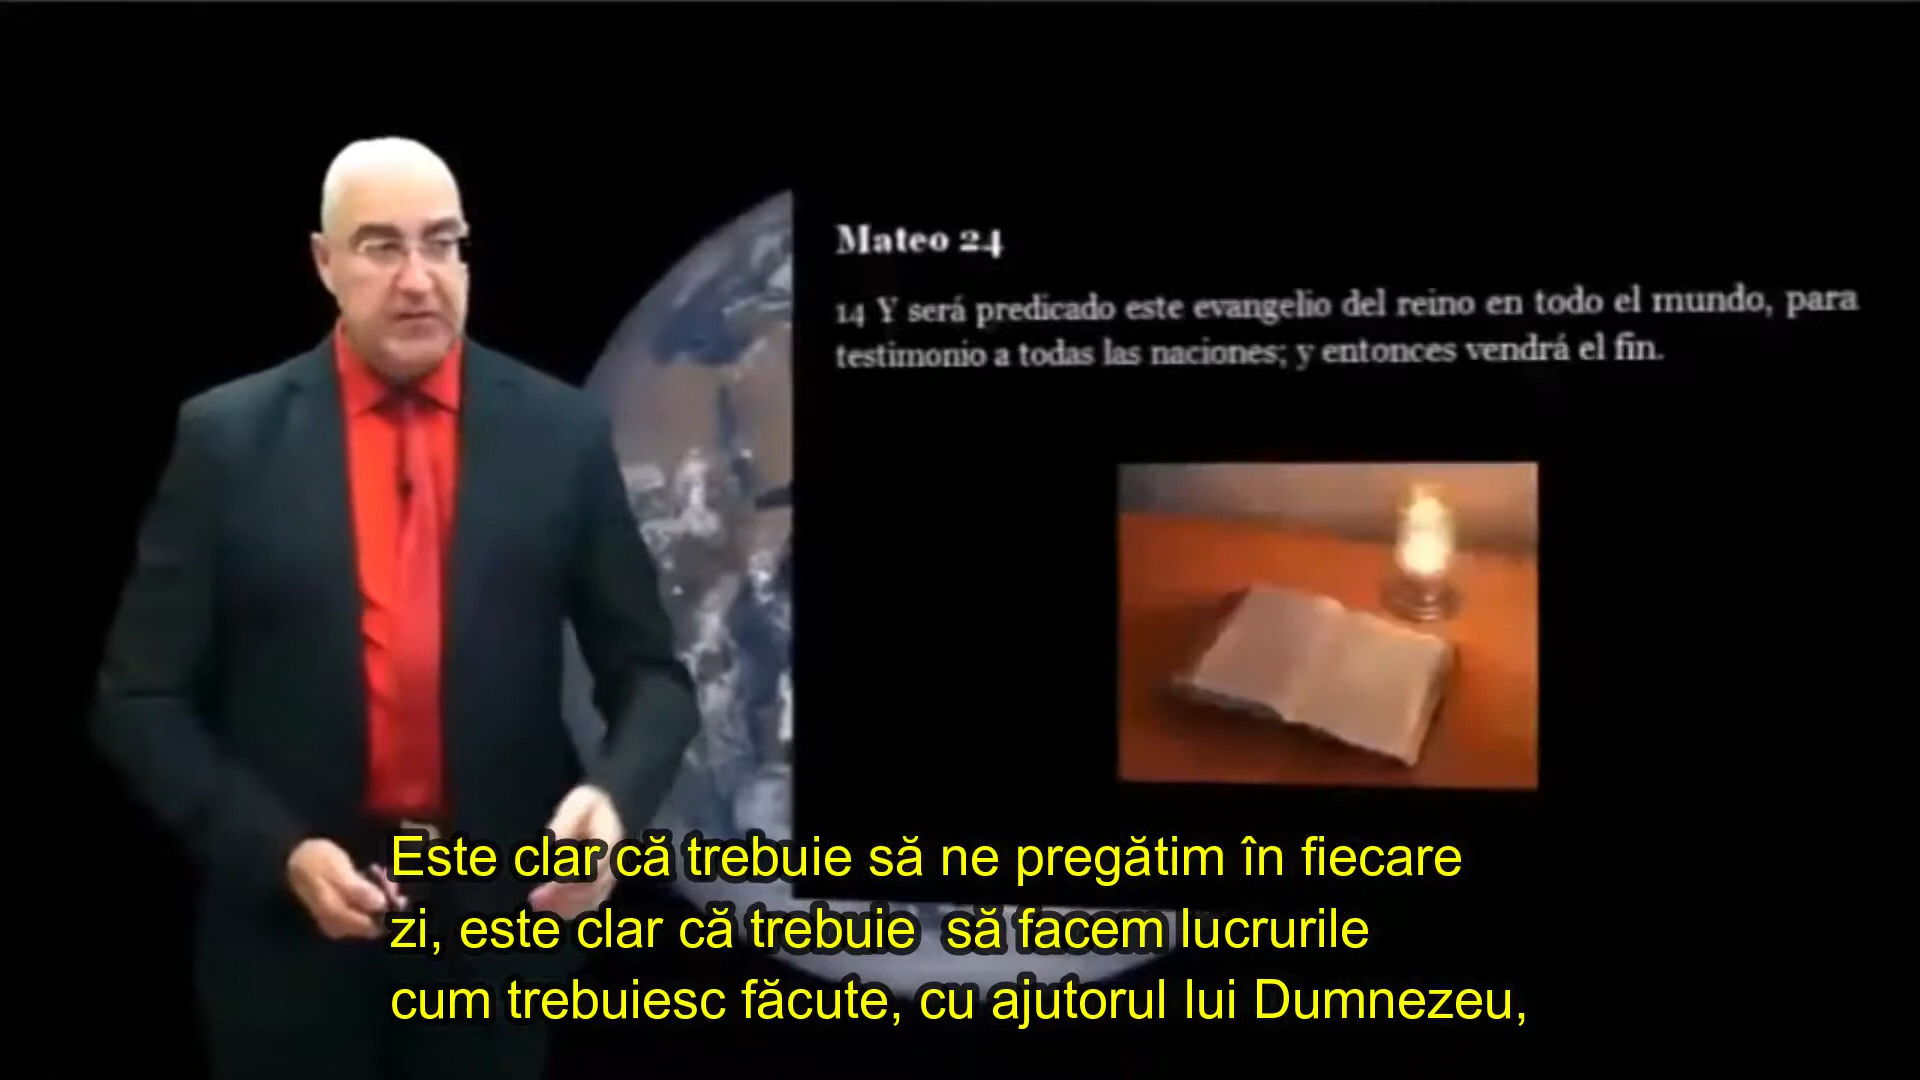 Mateo 24
14 Y será predicado este evangelio del reino en todo el mundo, para
testimonio a todas las naciones; y entonces vendrá el fin.
Este clar că trebuie să ne pregătim în fiecare
zi, este clar că trebuie să facem lucrurile
cum trebuiesc făcute, cu ajutorul lui Dumnezeu,